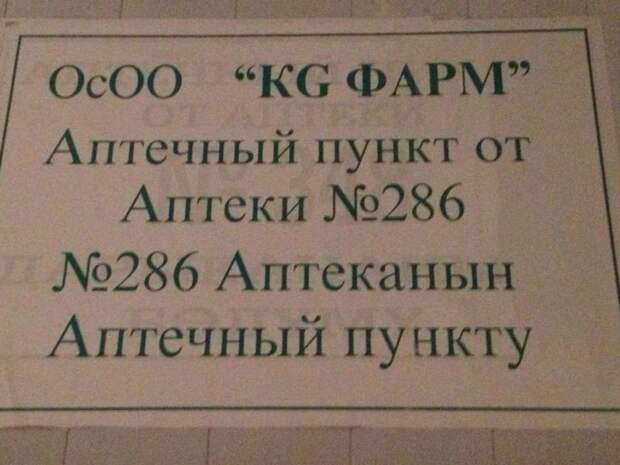 ОсОО “KG ФАРМ”
Аптечный пункт от
Аптеки №286
№286 Аптеканын
Аптечный пункту